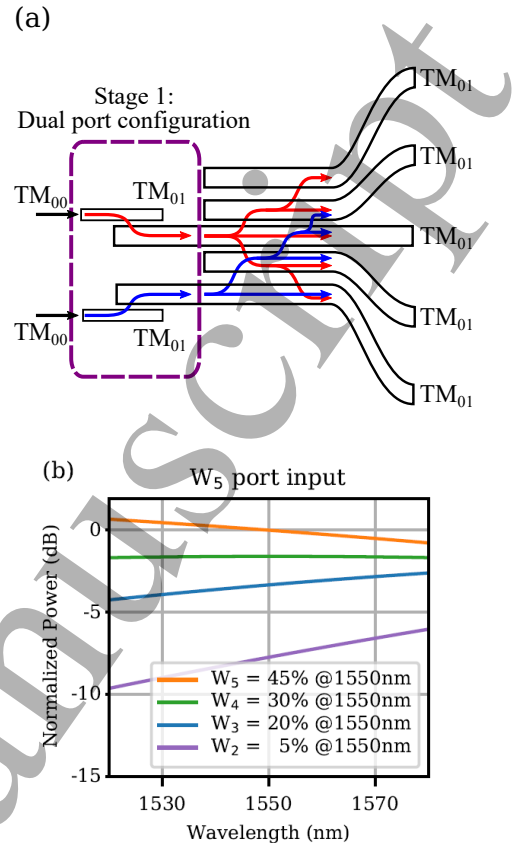 (a)
Stage 1:
Dual port configuration
TM01
TM00
TM01
TM01
TM01
TM01
TM00
TM01
TM01
TM01
(b)
W5 port input
Normalized Power (dB)
0
-5
-10
-15
W5 = 45% @1550nm
W4 = 30% @1550nm
W3 = 20% @1550nm
W2 = 5% @1550nm
1530
1550
1570
Wavelength (nm)
anuscript